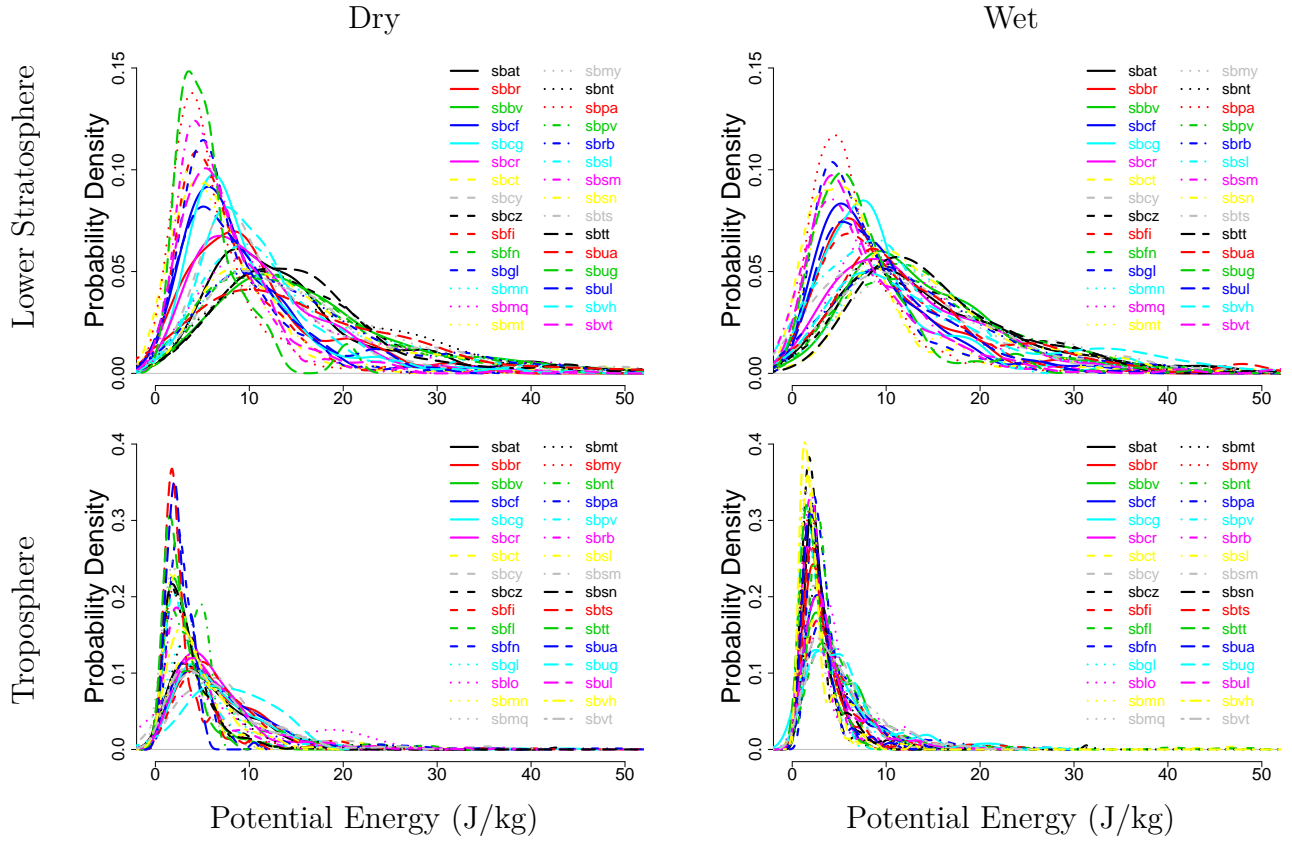 Dry
Wet
Lower Stratosphere
Probability Density
0.00
0.05
0.10
0.15
0
10
20
30
40
50
sbat
sbbr
sbbv
sbcf
sbcg
sbcr
sbct
sbcy
sbcz
sbfi
sbfn
sbgl
sbmn
sbmq
sbmt
sbmy
sbnt
sbpa
sbpv
sbrb
sbsl
sbsm
sbsn
sbts
sbtt
sbua
sbug
sbul
sbvh
sbvt
Probability Density
0.00
0.05
0.10
0.15
0
10
20
30
40
50
sbat
sbbr
sbbv
sbcf
sbcg
sbcr
sbct
sbcy
sbcz
sbfi
sbfn
sbgl
sbmn
sbmq
sbmt
sbmy
sbnt
sbpa
sbpv
sbrb
sbsl
sbsm
sbsn
sbts
sbtt
sbua
sbug
sbul
sbvh
sbvt
Troposphere
Probability Density
0.0
0.1
0.2
0.3
0.4
0
10
20
30
40
50
sbat
sbbr
sbbv
sbcf
sbcg
sbcr
sbct
sbcy
sbcz
sbfi
sbfl
sbfn
sbgl
sblo
sbmn
sbmq
sbmt
sbmy
sbnt
sbpa
sbpv
sbrb
sbsl
sbsm
sbsn
sbts
sbtt
sbua
sbug
sbul
sbvh
sbvt
Probability Density
0.0
0.1
0.2
0.3
0.4
0
10
20
30
40
50
sbat
sbbr
sbbv
sbcf
sbcg
sbcr
sbct
sbcy
sbcz
sbfi
sbfl
sbfn
sbgl
sblo
sbmn
sbmq
sbmt
sbmy
sbnt
sbpa
sbpv
sbrb
sbsl
sbsm
sbsn
sbts
sbtt
sbua
sbug
sbul
sbvh
sbvt
Potential Energy (J/kg)
Potential Energy (J/kg)